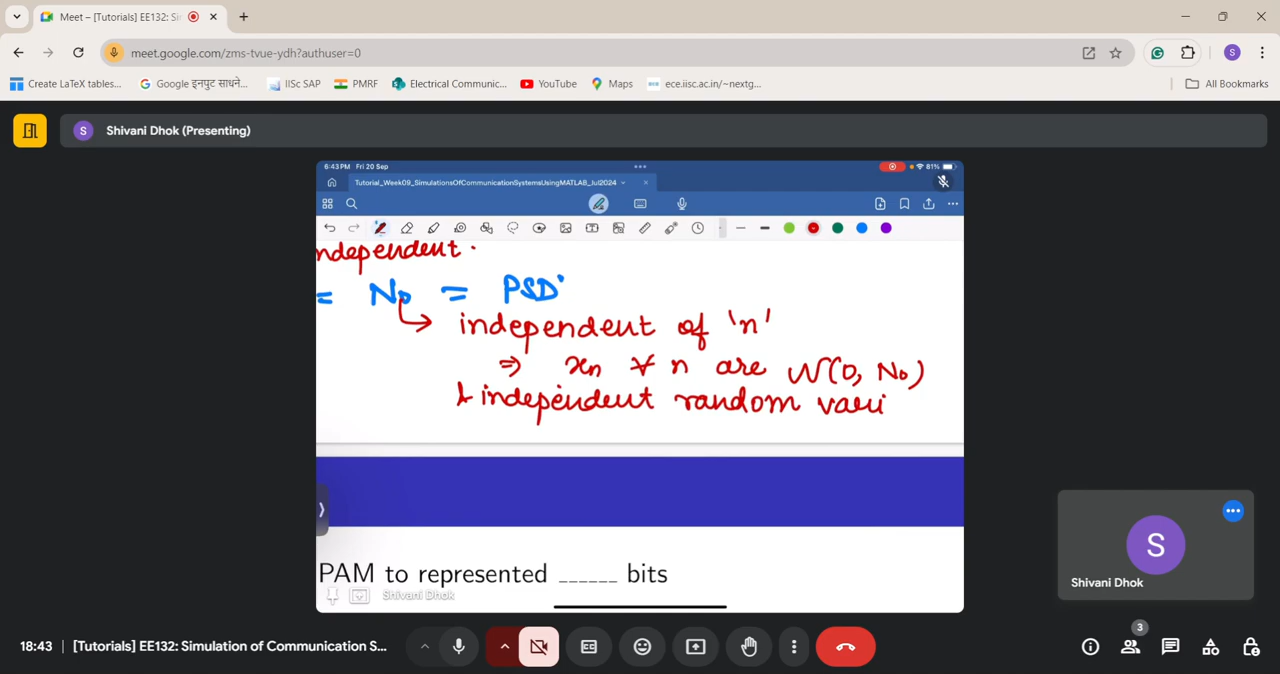 Meet – [Tutorials] EE132: Si
meet.google.com/zms-tvue-ydh?authuser=0
Create LaTeX tables...
Google इनपुट साधने...
IISc SAP
PMRF
Electrical Communic...
YouTube
Maps
ece.iisc.ac.in/~nextg...
All Bookmarks
S
S Shivani Dhok (Presenting)
6:43 PM Fri 20 Sep
81%
Tutorial_Week09_SimulationsOfCommunicationSystemsUsingMATLAB_Jul2024
ndependent.
= N₀ = PSD
independent of 'n'
⇒ xₙ ∀ n are N(0, N₀)
& independent random vari
PAM to represented ______ bits
Shivani Dhok
S
Shivani Dhok
18:43 | [Tutorials] EE132: Simulation of Communication S...
3